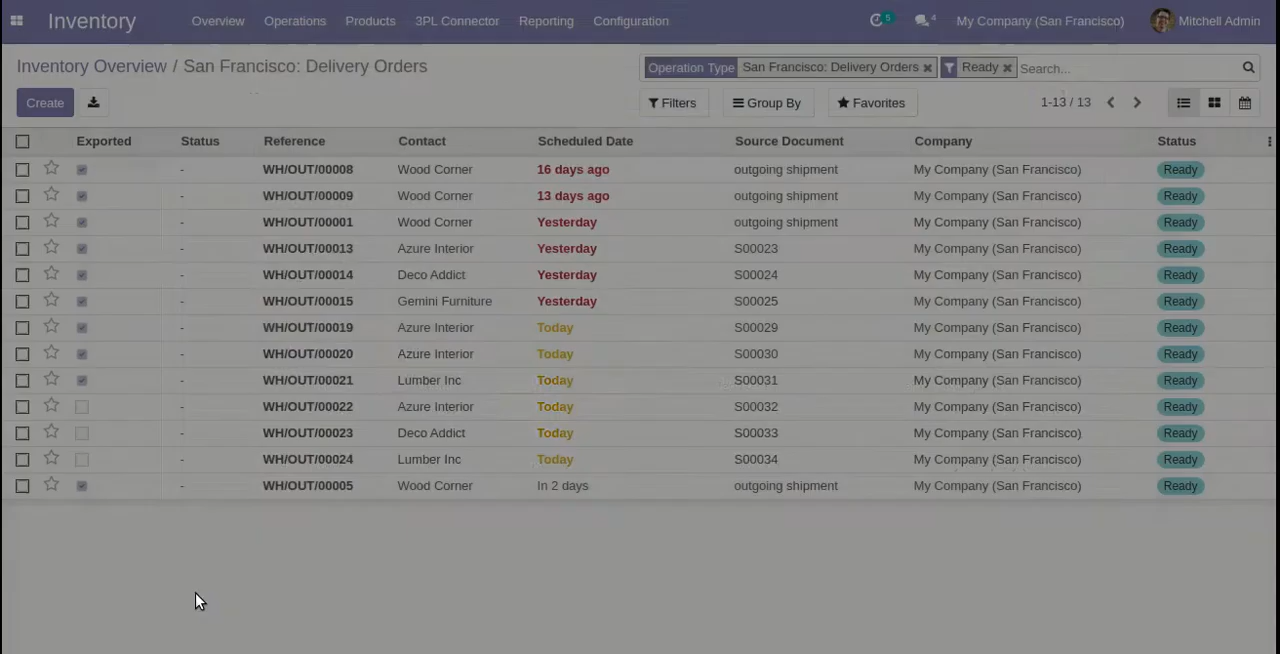 Inventory Overview Operations Products 3PL Connector Reporting Configuration 5 4 My Company (San Francisco) Mitchell Admin
Inventory Overview / San Francisco: Delivery Orders Operation Type San Francisco: Delivery Orders Ready Search...
Create Filters Group By Favorites 1-13 / 13
Exported Status Reference Contact Scheduled Date Source Document Company Status
- WH/OUT/00008 Wood Corner 16 days ago outgoing shipment My Company (San Francisco) Ready
- WH/OUT/00009 Wood Corner 13 days ago outgoing shipment My Company (San Francisco) Ready
- WH/OUT/00001 Wood Corner Yesterday outgoing shipment My Company (San Francisco) Ready
- WH/OUT/00013 Azure Interior Yesterday S00023 My Company (San Francisco) Ready
- WH/OUT/00014 Deco Addict Yesterday S00024 My Company (San Francisco) Ready
- WH/OUT/00015 Gemini Furniture Yesterday S00025 My Company (San Francisco) Ready
- WH/OUT/00019 Azure Interior Today S00029 My Company (San Francisco) Ready
- WH/OUT/00020 Azure Interior Today S00030 My Company (San Francisco) Ready
- WH/OUT/00021 Lumber Inc Today S00031 My Company (San Francisco) Ready
- WH/OUT/00022 Azure Interior Today S00032 My Company (San Francisco) Ready
- WH/OUT/00023 Deco Addict Today S00033 My Company (San Francisco) Ready
- WH/OUT/00024 Lumber Inc Today S00034 My Company (San Francisco) Ready
- WH/OUT/00005 Wood Corner In 2 days outgoing shipment My Company (San Francisco) Ready